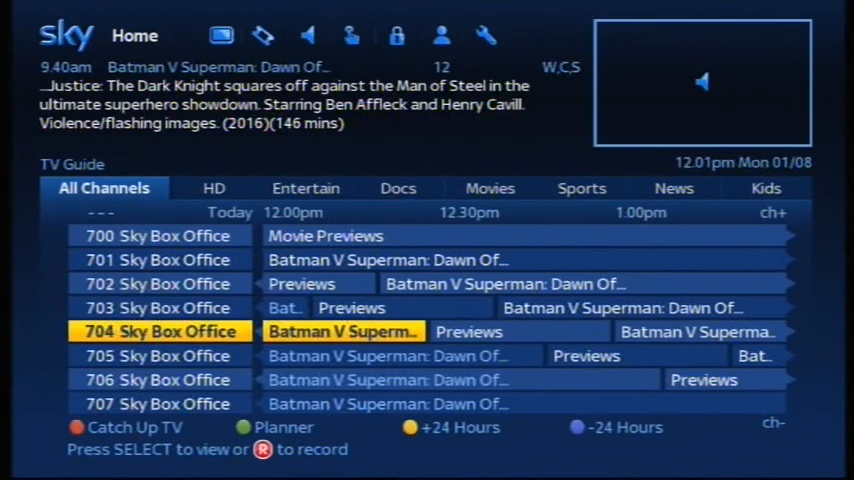 sky Home
9.40am Batman V Superman: Dawn Of... 12 W,C,S
...Justice: The Dark Knight squares off against the Man of Steel in the
ultimate superhero showdown. Starring Ben Affleck and Henry Cavill.
Violence/flashing images. (2016)(146 mins)
TV Guide 12.01pm Mon 01/08
All Channels HD Entertain Docs Movies Sports News Kids
--- Today 12.00pm 12.30pm 1.00pm ch+
700 Sky Box Office Movie Previews
701 Sky Box Office Batman V Superman: Dawn Of...
702 Sky Box Office Previews Batman V Superman: Dawn Of...
703 Sky Box Office Bat.. Previews Batman V Superman: Dawn Of...
704 Sky Box Office Batman V Superm... Previews Batman V Superma...
705 Sky Box Office Batman V Superman: Dawn Of... Previews Bat..
706 Sky Box Office Batman V Superman: Dawn Of... Previews
707 Sky Box Office Batman V Superman: Dawn Of...
Catch Up TV Planner +24 Hours -24 Hours ch-
Press SELECT to view or R to record